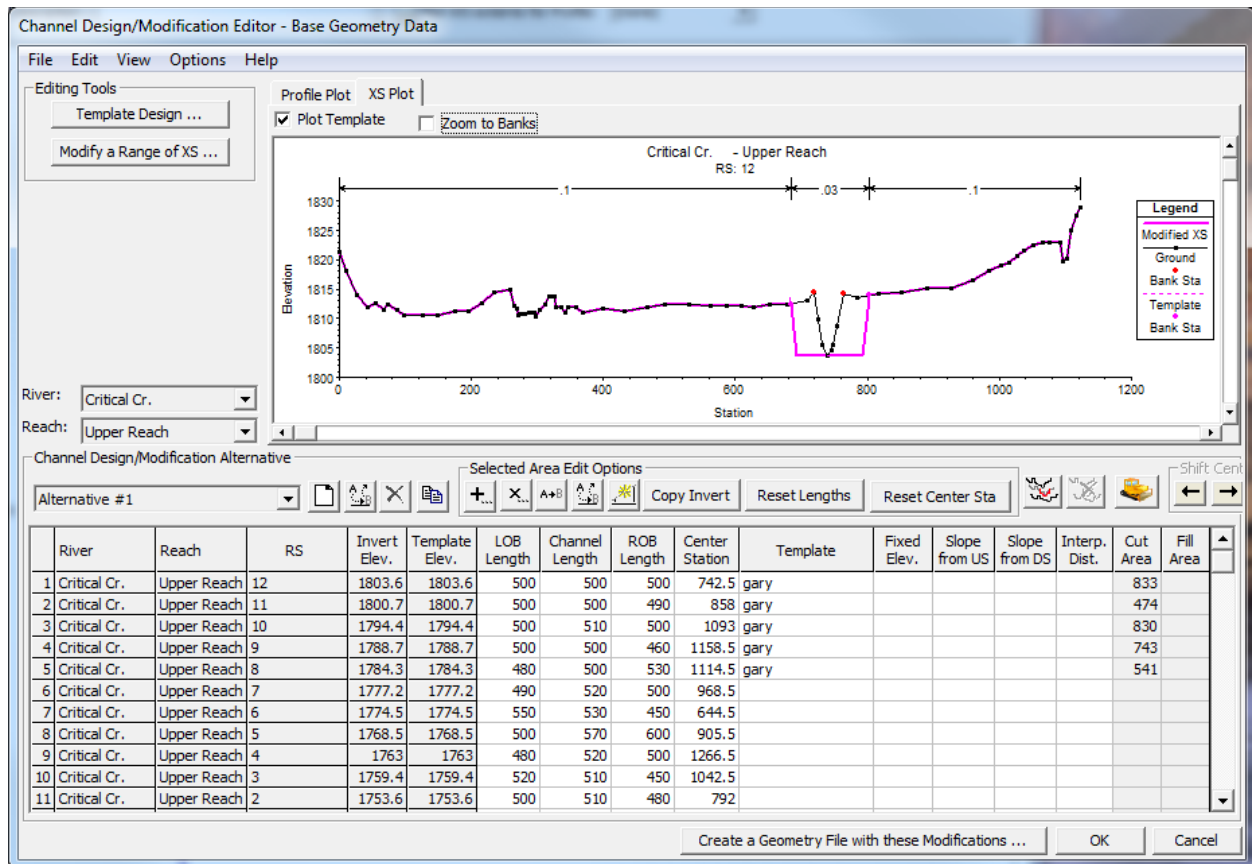 Channel Design/Modification Editor - Base Geometry Data
File Edit View Options Help
Editing Tools
Template Design ...
Modify a Range of XS ...
Profile Plot XS Plot
Plot Template Zoom to Banks
Critical Cr. - Upper Reach
RS: 12
.1 .03 .1
1830
1825
1820
1815
1810
1805
1800
Elevation
0 200 400 600 800 1000 1200
Station
Legend
Modified XS
Ground
Bank Sta
Template
Bank Sta
River: Critical Cr.
Reach: Upper Reach
Channel Design/Modification Alternative
Alternative #1
Selected Area Edit Options
Copy Invert Reset Lengths Reset Center Sta
Shift Cent
River Reach RS Invert Elev. Template Elev. LOB Length Channel Length ROB Length Center Station Template Fixed Elev. Slope from US Slope from DS Interp. Dist. Cut Area Fill Area
1 Critical Cr. Upper Reach 12 1803.6 1803.6 500 500 500 742.5 gary 833
2 Critical Cr. Upper Reach 11 1800.7 1800.7 500 500 490 858 gary 474
3 Critical Cr. Upper Reach 10 1794.4 1794.4 500 510 500 1093 gary 830
4 Critical Cr. Upper Reach 9 1788.7 1788.7 500 500 460 1158.5 gary 743
5 Critical Cr. Upper Reach 8 1784.3 1784.3 480 500 530 1114.5 gary 541
6 Critical Cr. Upper Reach 7 1777.2 1777.2 490 520 500 968.5
7 Critical Cr. Upper Reach 6 1774.5 1774.5 550 530 450 644.5
8 Critical Cr. Upper Reach 5 1768.5 1768.5 500 570 600 905.5
9 Critical Cr. Upper Reach 4 1763 1763 480 520 500 1266.5
10 Critical Cr. Upper Reach 3 1759.4 1759.4 520 510 450 1042.5
11 Critical Cr. Upper Reach 2 1753.6 1753.6 500 510 480 792
Create a Geometry File with these Modifications ... OK Cancel